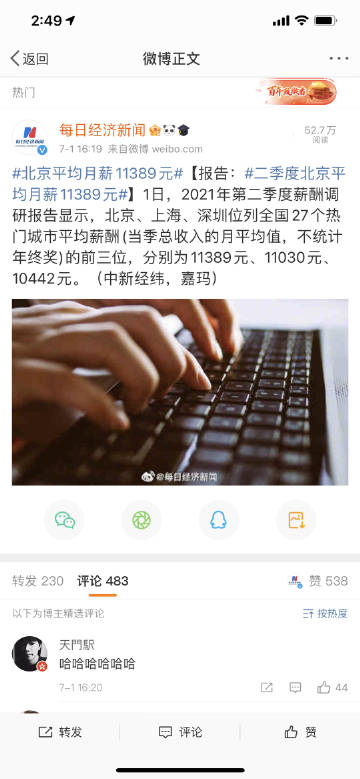 2:49
返回
微博正文
热门
每日经济新闻
7-1 16:19 来自微博 weibo.com
52.7万
阅读
#北京平均月薪11389元#【报告：#二季度北京平
均月薪11389元#】1日，2021年第二季度薪酬调
研报告显示，北京、上海、深圳位列全国27个热
门城市平均薪酬(当季总收入的月平均值，不统计
年终奖)的前三位，分别为11389元、11030元、
10442元。（中新经纬，嘉玛）
@每日经济新闻
转发 230 评论 483
赞 538
以下为博主精选评论
按热度
天門駅
哈哈哈哈哈哈
7-1 16:20
44
转发
评论
赞